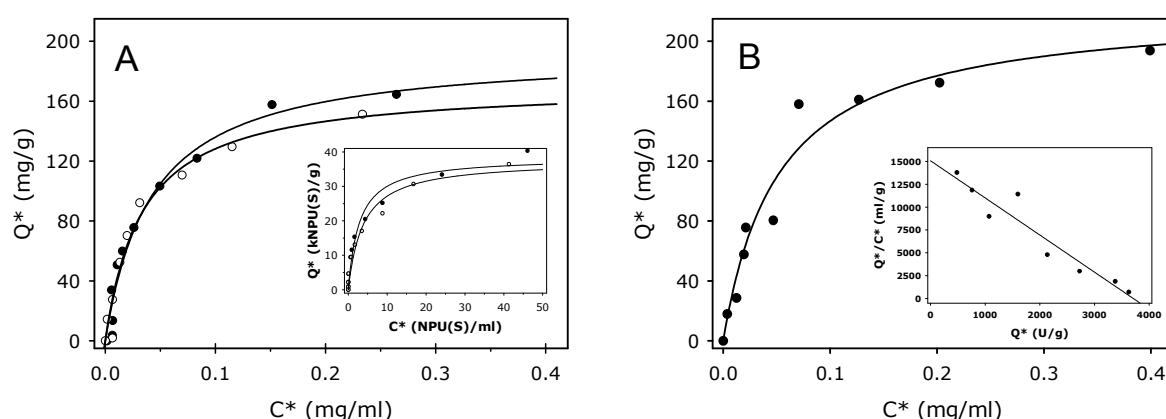 A
200
160
120
80
40
0
Q* (mg/g)
0.0 0.1 0.2 0.3 0.4
C* (mg/ml)
40
30
20
10
0
Q* (kNPU(S)/g)
0 10 20 30 40 50
C* (NPU(S)/ml)
B
200
160
120
80
40
0
Q* (mg/g)
0.0 0.1 0.2 0.3 0.4
C* (mg/ml)
15000
12500
10000
7500
5000
2500
0
Q*/C* (ml/g)
0 1000 2000 3000 4000
Q* (U/g)